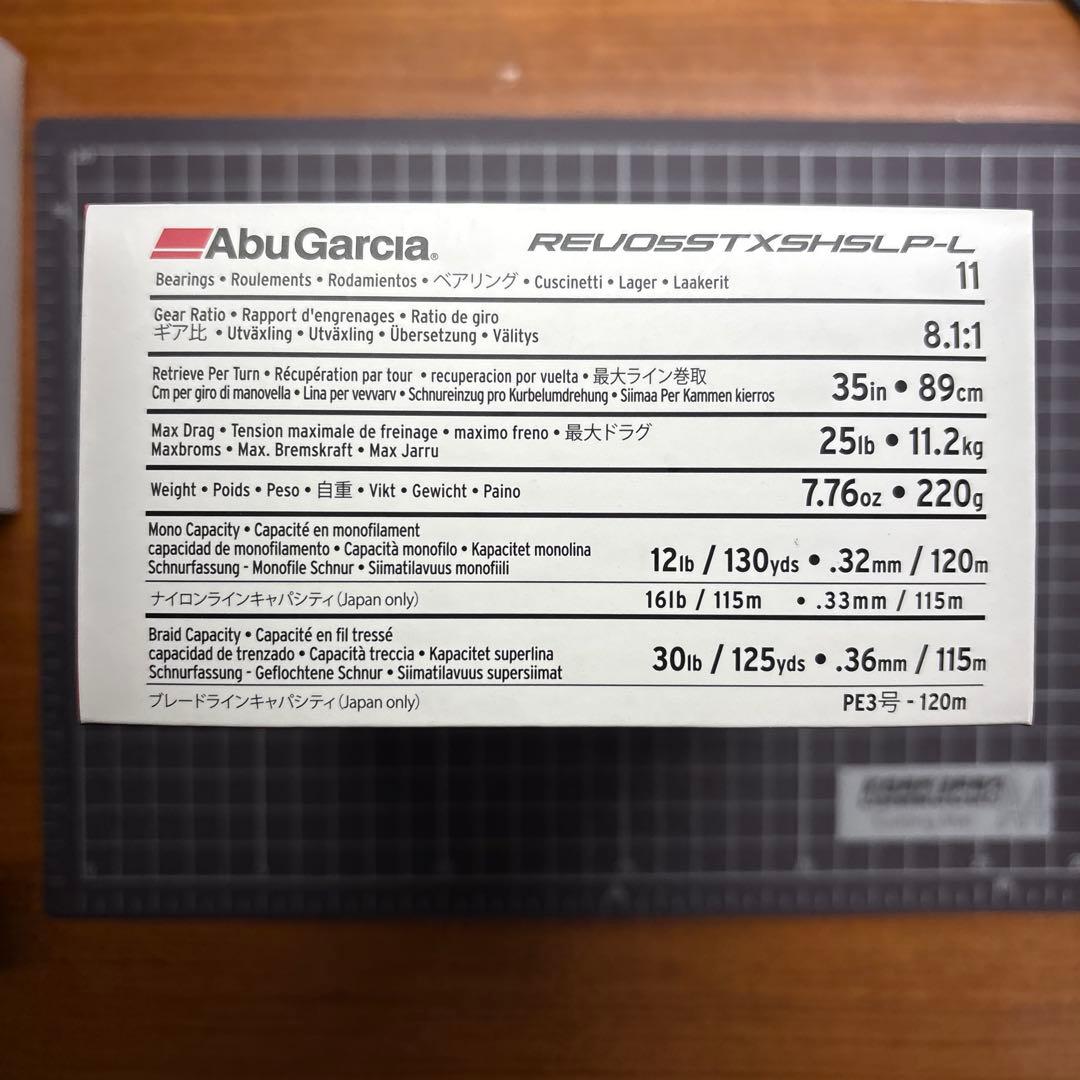 AbuGarcia®
REVO5STXSHSLP-L
Bearings • Roulements • Rodamientos • ベアリング • Cuscinetti • Lager • Laakerit 11
Gear Ratio • Rapport d'engrenages • Ratio de giro
ギア比 • Utväxling • Utväxling • Übersetzung • Välitys 8.1:1
Retrieve Per Turn • Récupération par tour • recuperacion por vuelta • 最大ライン巻取
Cm per giro di manovella • Lina per vevvarv • Schnureinzug pro Kurbelumdrehung • Siimaa Per Kammen kierros 35in • 89cm
Max Drag • Tension maximale de freinage • maximo freno • 最大ドラグ
Maxbroms • Max. Bremskraft • Max Jarru 25lb • 11.2kg
Weight • Poids • Peso • 自重 • Vikt • Gewicht • Paino 7.76oz • 220g
Mono Capacity • Capacité en monofilament
capacidad de monofilamento • Capacità monofilo • Kapacitet monolina
Schnurfassung - Monofile Schnur • Siimatilavuus monofiili 12lb / 130yds • .32mm / 120m
ナイロンラインキャパシティ(Japan only) 16lb / 115m • .33mm / 115m
Braid Capacity • Capacité en fil tressé
capacidad de trenzado • Capacità treccia • Kapacitet superlina
Schnurfassung - Geflochtene Schnur • Siimatilavuus supersiimat 30lb / 125yds • .36mm / 115m
ブレードラインキャパシティ(Japan only) PE3号 - 120m